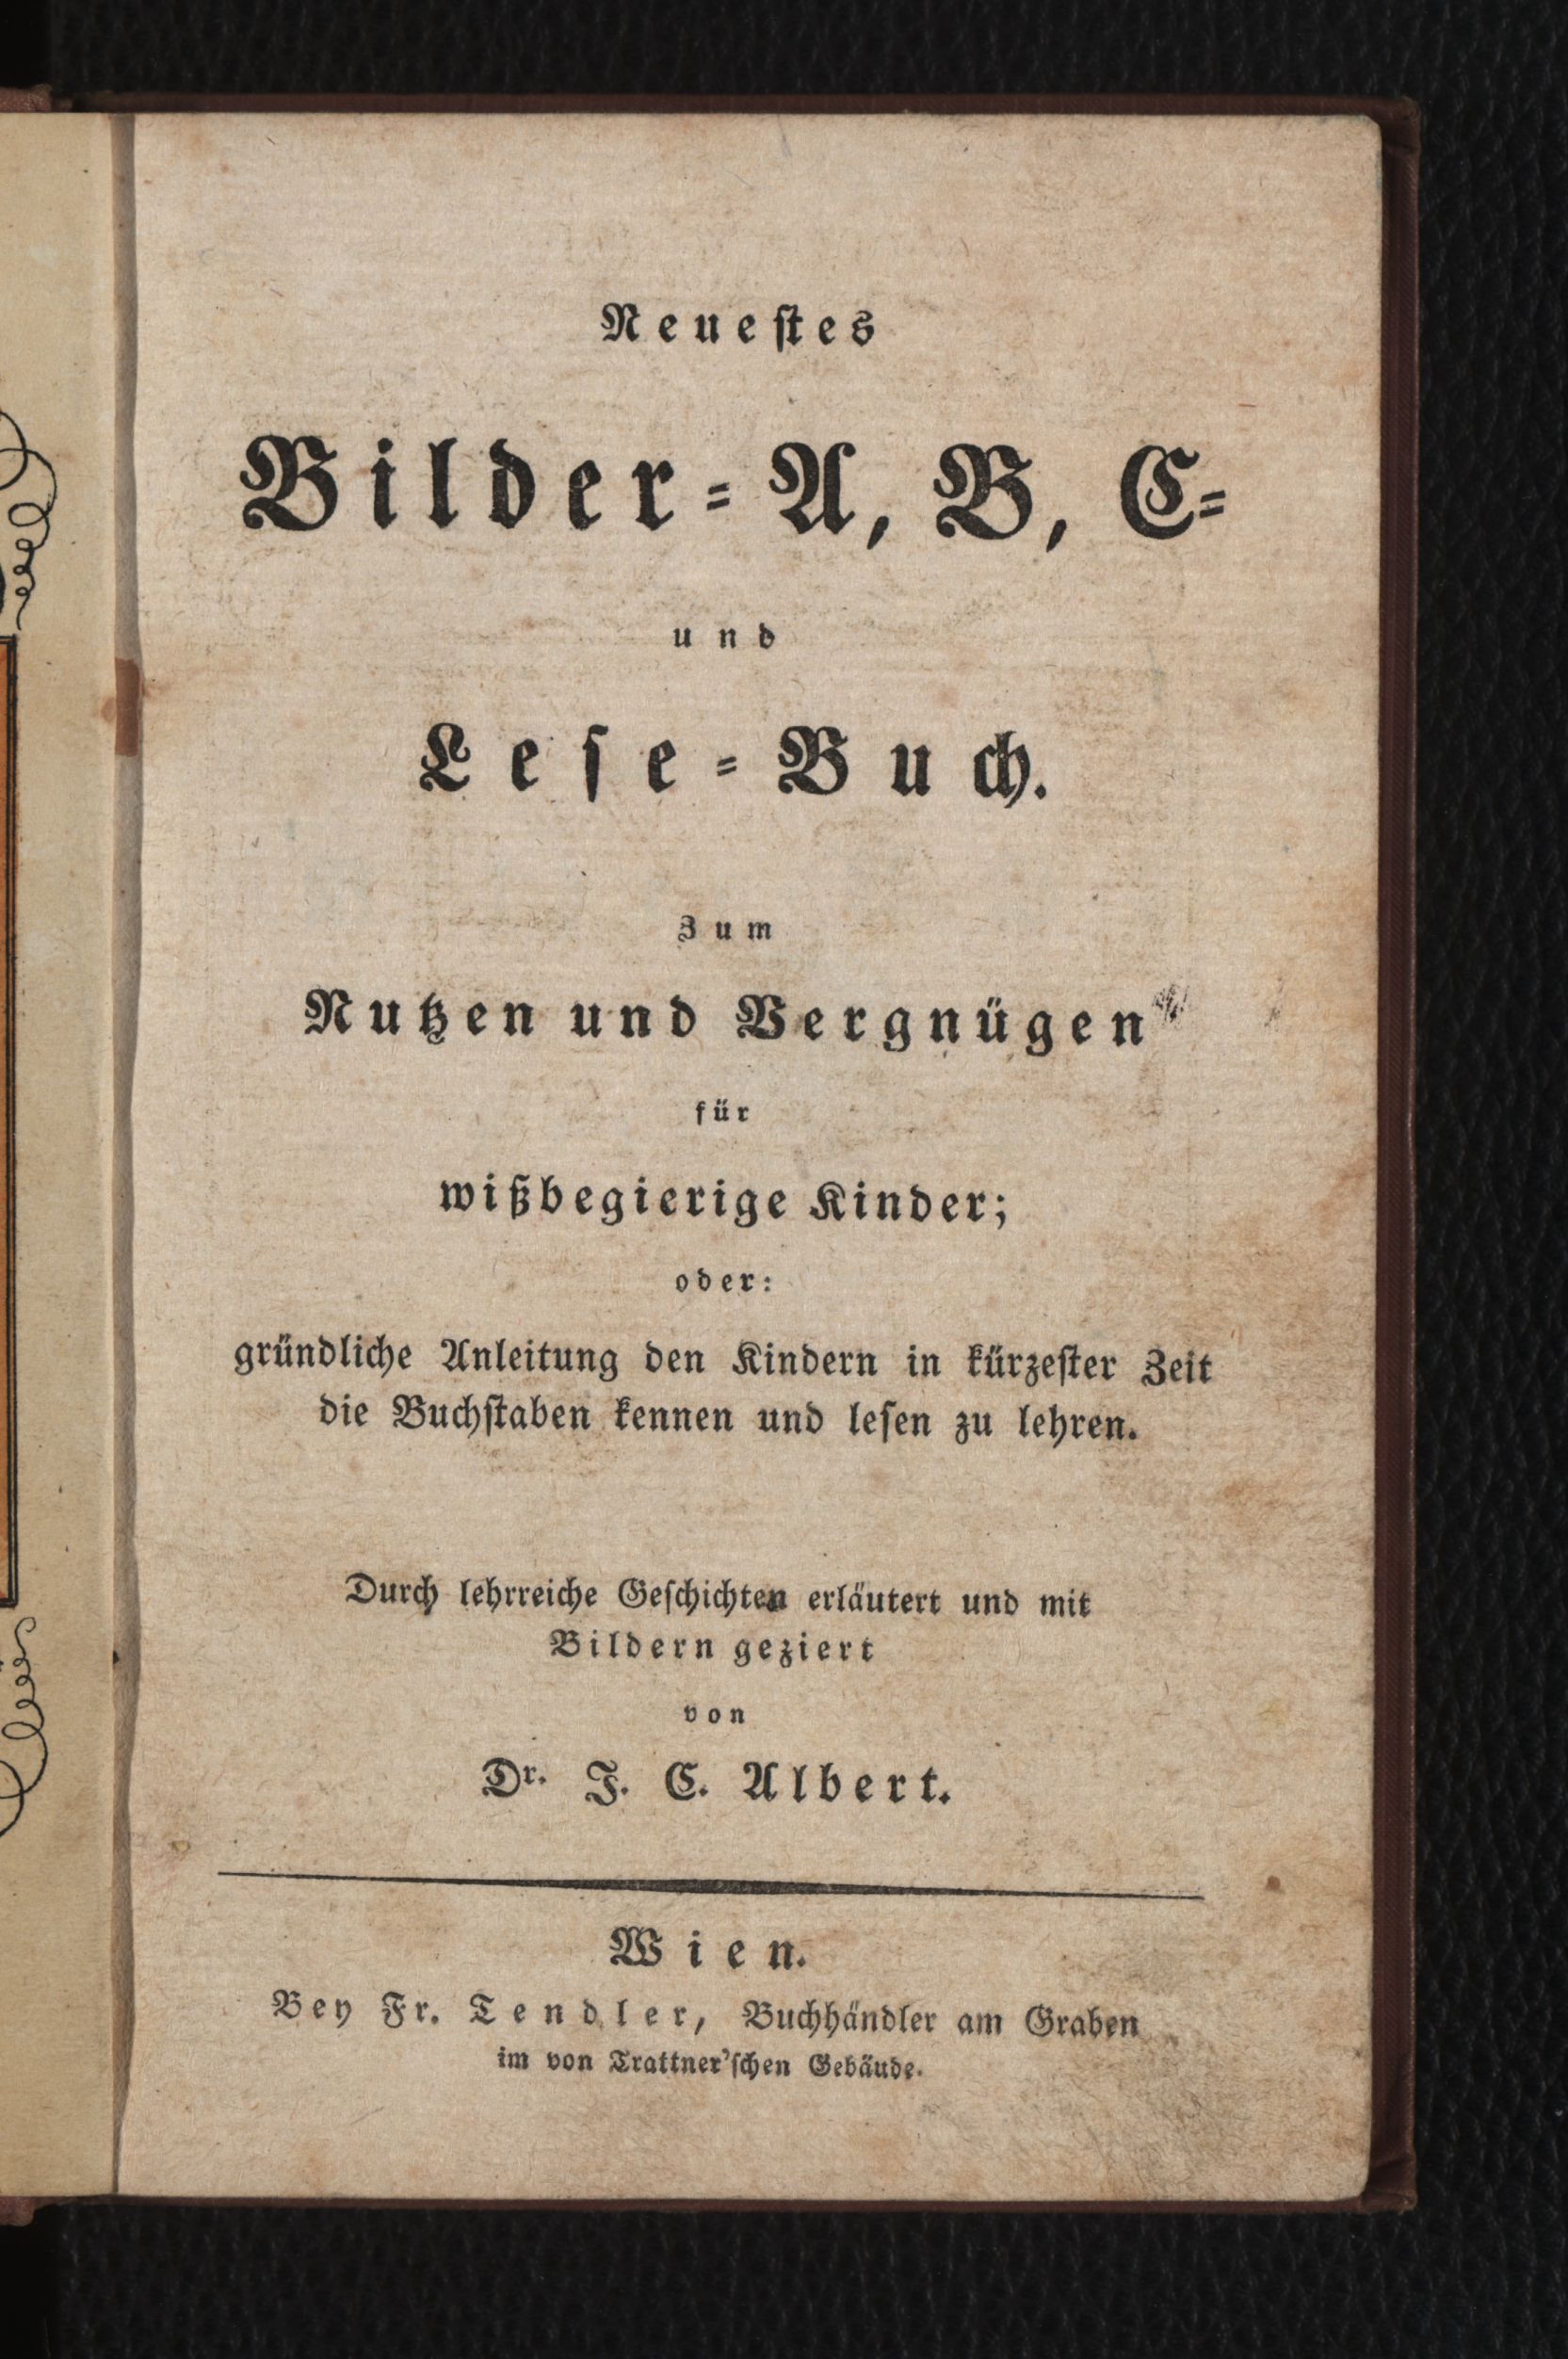 Neueſtes
Bilder=A, B, C=
und
Leſe=Buch.
Zum
Nutzen und Vergnügen
für
wißbegierige Kinder;
oder:
gründliche Anleitung den Kindern in kürzeſter Zeit
die Buchſtaben kennen und leſen zu lehren.
Durch lehrreiche Geſchichten erläutert und mit
Bildern geziert
von
Dr. J. C. Albert.
Wien.
Bey Fr. Tendler, Buchhändler am Graben
im von Trattner'ſchen Gebäude.